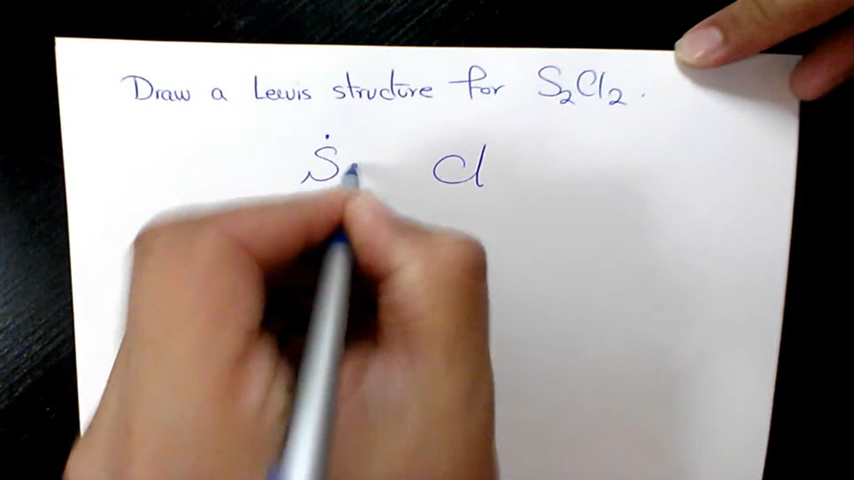 Draw a Lewis structure for S₂Cl₂.
S Cl